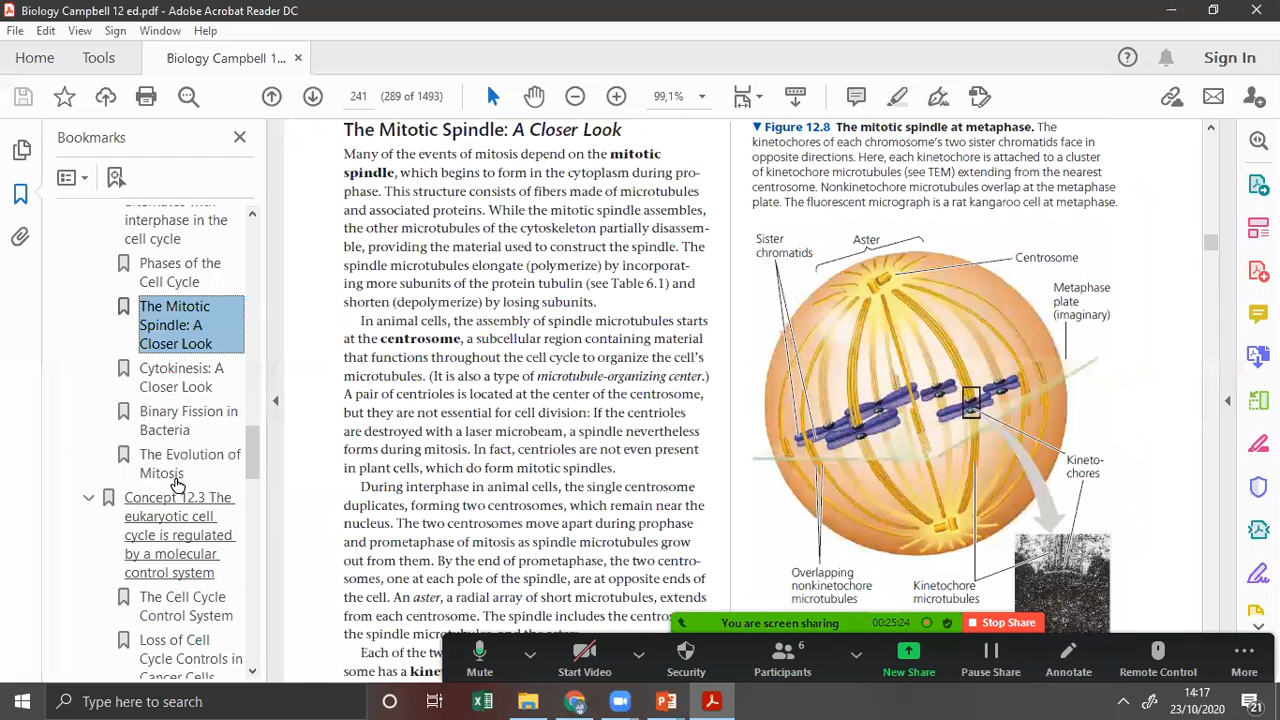 Biology Campbell 12 ed.pdf - Adobe Acrobat Reader DC
File Edit View Sign Window Help
Home Tools Biology Campbell 1... × Sign In
241 (289 of 1493) 99,1%
Bookmarks
alternates with
interphase in the
cell cycle
Phases of the
Cell Cycle
The Mitotic
Spindle: A
Closer Look
Cytokinesis: A
Closer Look
Binary Fission in
Bacteria
The Evolution of
Mitosis
Concept 12.3 The
eukaryotic cell
cycle is regulated
by a molecular
control system
The Cell Cycle
Control System
Loss of Cell
Cycle Controls in
Cancer Cells
The Mitotic Spindle: A Closer Look
Many of the events of mitosis depend on the mitotic
spindle, which begins to form in the cytoplasm during pro-
phase. This structure consists of fibers made of microtubules
and associated proteins. While the mitotic spindle assembles,
the other microtubules of the cytoskeleton partially disassem-
ble, providing the material used to construct the spindle. The
spindle microtubules elongate (polymerize) by incorporat-
ing more subunits of the protein tubulin (see Table 6.1) and
shorten (depolymerize) by losing subunits.
In animal cells, the assembly of spindle microtubules starts
at the centrosome, a subcellular region containing material
that functions throughout the cell cycle to organize the cell's
microtubules. (It is also a type of microtubule-organizing center.)
A pair of centrioles is located at the center of the centrosome,
but they are not essential for cell division: If the centrioles
are destroyed with a laser microbeam, a spindle nevertheless
forms during mitosis. In fact, centrioles are not even present
in plant cells, which do form mitotic spindles.
During interphase in animal cells, the single centrosome
duplicates, forming two centrosomes, which remain near the
nucleus. The two centrosomes move apart during prophase
and prometaphase of mitosis as spindle microtubules grow
out from them. By the end of prometaphase, the two centro-
somes, one at each pole of the spindle, are at opposite ends of
the cell. An aster, a radial array of short microtubules, extends
from each centrosome. The spindle includes the centro
the spindle micro
Each of the tw
some has a kin
▼ Figure 12.8 The mitotic spindle at metaphase. The
kinetochores of each chromosome's two sister chromatids face in
opposite directions. Here, each kinetochore is attached to a cluster
of kinetochore microtubules (see TEM) extending from the nearest
centrosome. Nonkinetochore microtubules overlap at the metaphase
plate. The fluorescent micrograph is a rat kangaroo cell at metaphase.
Sister
chromatids
Aster
Centrosome
Metaphase
plate
(imaginary)
Kineto-
chores
Overlapping
nonkinetochore
microtubules
Kinetochore
microtubules
You are screen sharing 00:25:24 Stop Share
6
Mute Start Video Security Participants New Share Pause Share Annotate Remote Control More
Type here to search
14:17
23/10/2020
21